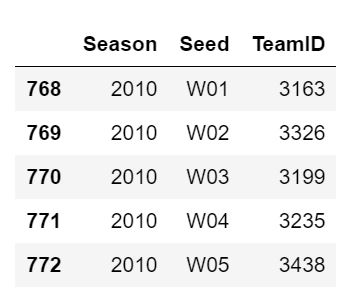 Season Seed TeamID
768 2010 W01 3163
769 2010 W02 3326
770 2010 W03 3199
771 2010 W04 3235
772 2010 W05 3438